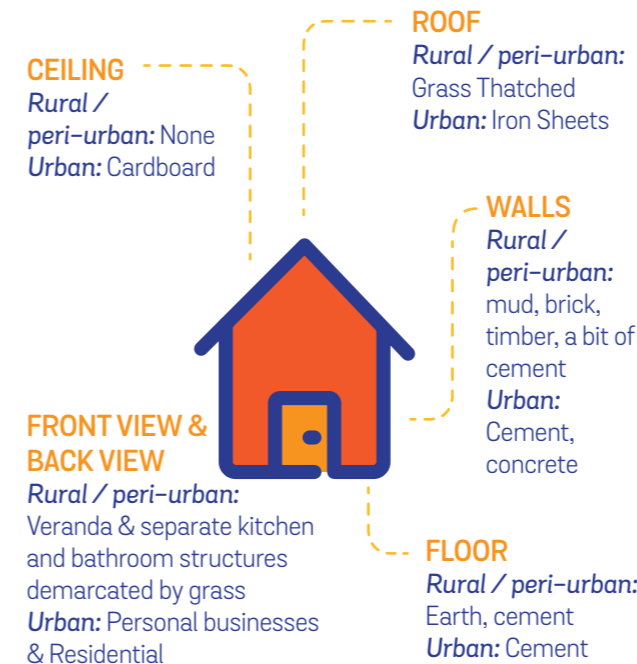 CEILING
Rural /
peri-urban: None
Urban: Cardboard
ROOF
Rural / peri-urban:
Grass Thatched
Urban: Iron Sheets
WALLS
Rural /
peri-urban:
mud, brick,
timber, a bit of
cement
Urban:
Cement,
concrete
FRONT VIEW &
BACK VIEW
Rural / peri-urban:
Veranda & separate kitchen
and bathroom structures
demarcated by grass
Urban: Personal businesses
& Residential
FLOOR
Rural / peri-urban:
Earth, cement
Urban: Cement